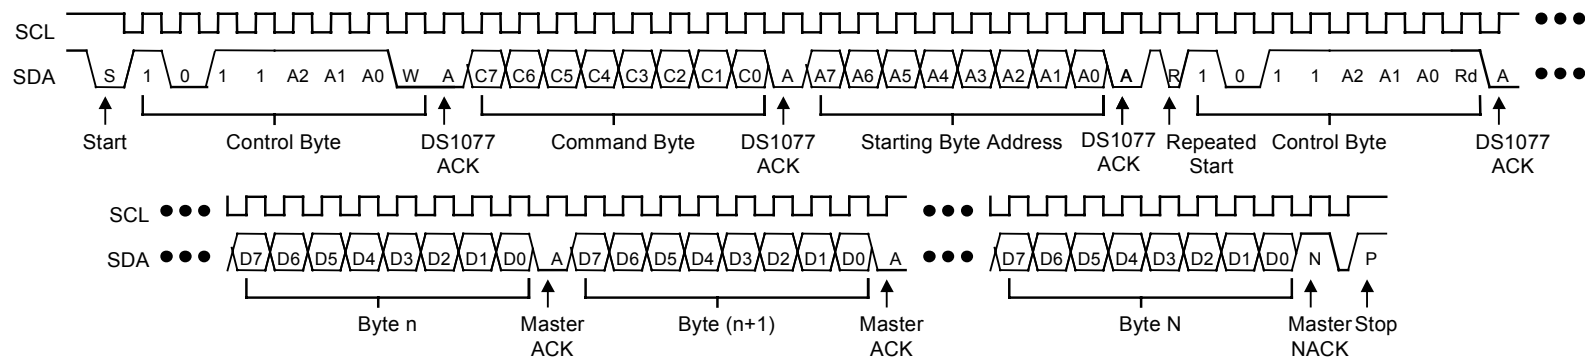 SCL
SDA S 1 0 1 1 A2 A1 A0 W A C7 C6 C5 C4 C3 C2 C1 C0 A A7 A6 A5 A4 A3 A2 A1 A0 A R 1 0 1 1 A2 A1 A0 Rd A
Start Control Byte DS1077 ACK Command Byte DS1077 ACK Starting Byte Address DS1077 ACK Repeated Start Control Byte DS1077 ACK
SCL
SDA D7 D6 D5 D4 D3 D2 D1 D0 A D7 D6 D5 D4 D3 D2 D1 D0 A D7 D6 D5 D4 D3 D2 D1 D0 N P
Byte n Master ACK Byte (n+1) Master ACK Byte N Master NACK Stop